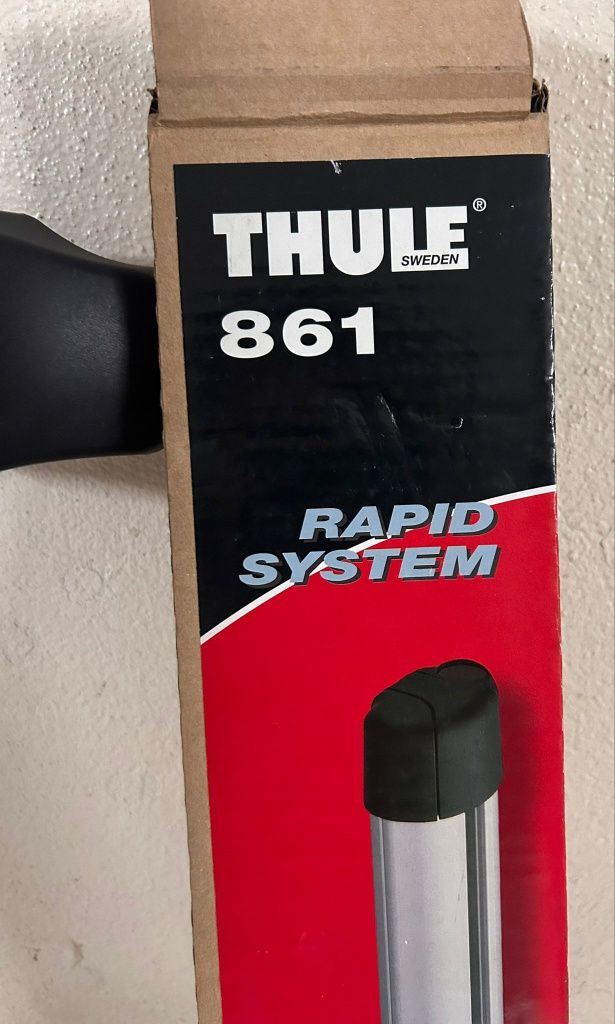 THULE®
SWEDEN
861
RAPID
SYSTEM